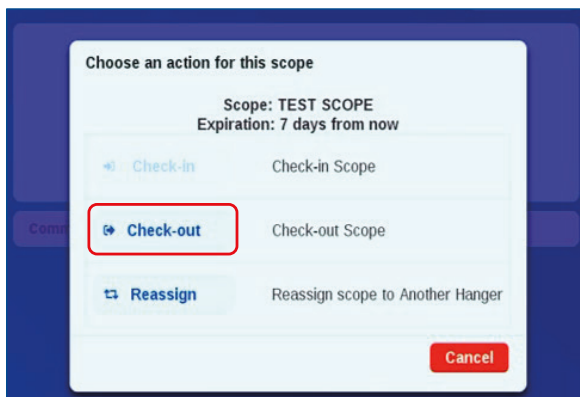 Choose an action for this scope
Scope: TEST SCOPE
Expiration: 7 days from now
Check-in Check-in Scope
Comm
Check-out Check-out Scope
Reassign Reassign scope to Another Hanger
Cancel